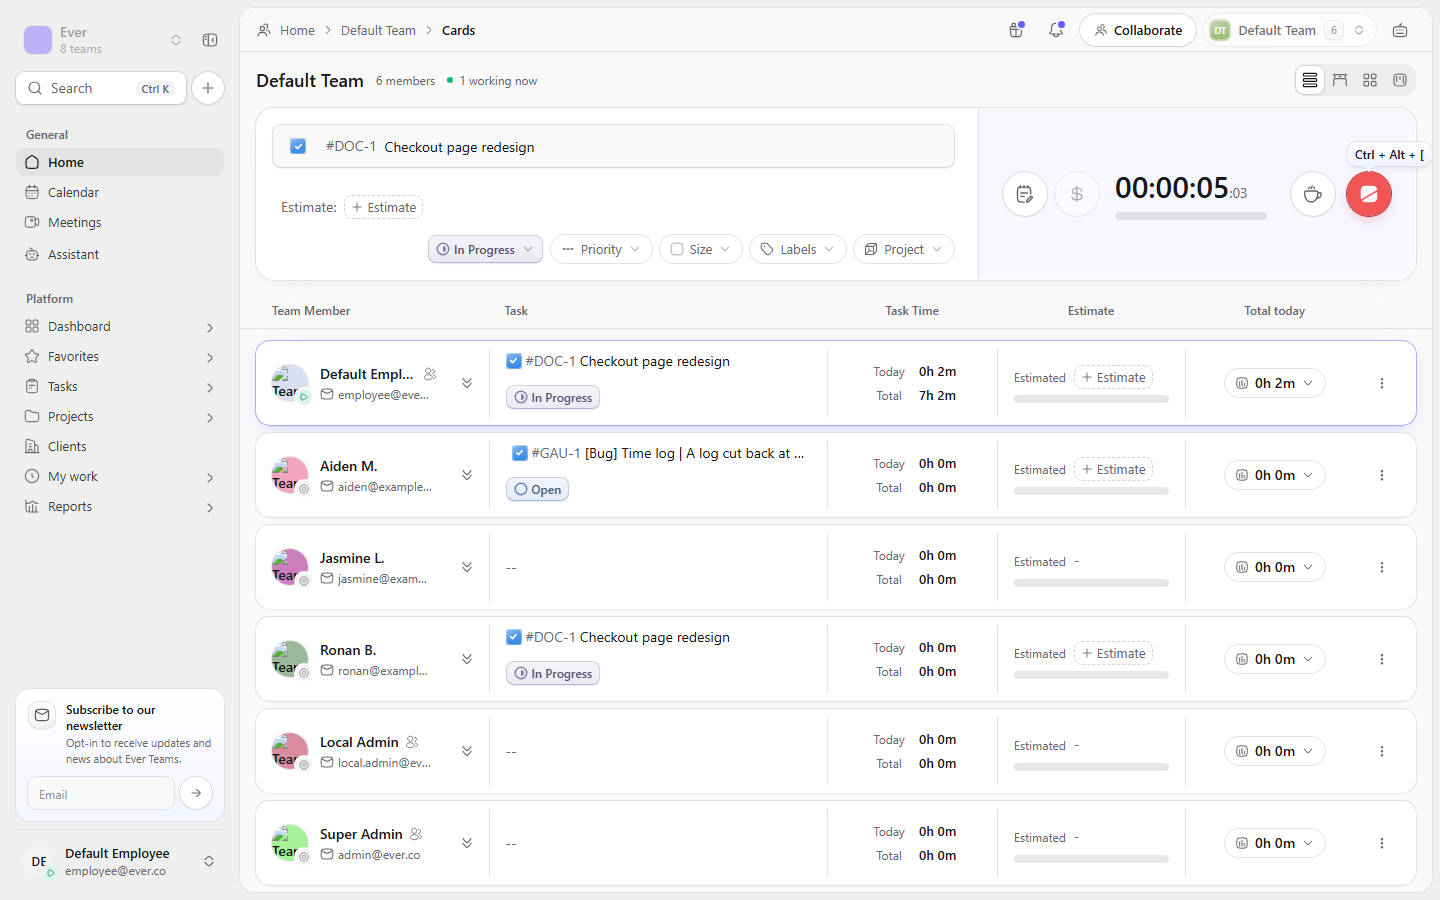 Ever
8 teams
Search
Ctrl K
General
Home
Calendar
Meetings
Assistant
Platform
Dashboard
Favorites
Tasks
Projects
Clients
My work
Reports
Subscribe to our
newsletter
Opt-in to receive updates and
news about Ever Teams.
Email
DE
Default Employee
employee@ever.co
Home > Default Team > Cards
Collaborate
DT Default Team 6
Default Team 6 members 1 working now
#DOC-1 Checkout page redesign
Estimate: + Estimate
In Progress
Priority
Size
Labels
Project
$
00:00:05:03
Ctrl + Alt + [
Team Member Task Task Time Estimate Total today
Team
Default Empl...
employee@eve...
#DOC-1 Checkout page redesign
In Progress
Today 0h 2m
Total 7h 2m
Estimated + Estimate
0h 2m
Team
Aiden M.
aiden@example...
#GAU-1 [Bug] Time log | A log cut back at ...
Open
Today 0h 0m
Total 0h 0m
Estimated + Estimate
0h 0m
Team
Jasmine L.
jasmine@exam...
--
Today 0h 0m
Total 0h 0m
Estimated -
0h 0m
Team
Ronan B.
ronan@exampl...
#DOC-1 Checkout page redesign
In Progress
Today 0h 0m
Total 0h 0m
Estimated + Estimate
0h 0m
Team
Local Admin
local.admin@ev...
--
Today 0h 0m
Total 0h 0m
Estimated -
0h 0m
Team
Super Admin
admin@ever.co
--
Today 0h 0m
Total 0h 0m
Estimated -
0h 0m